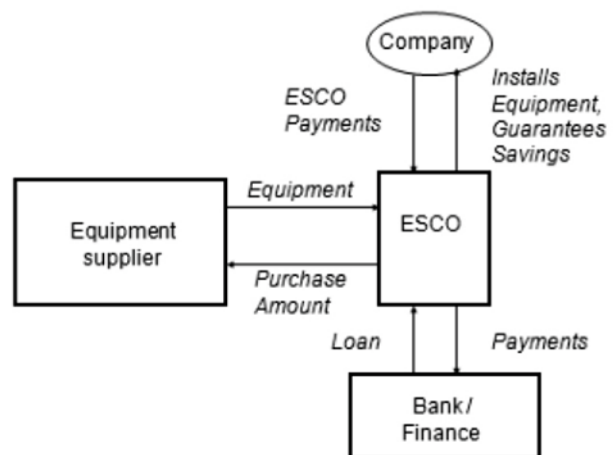 Company
ESCO
Payments
Installs
Equipment,
Guarantees
Savings
Equipment
Equipment
supplier
ESCO
Purchase
Amount
Loan
Payments
Bank/
Finance